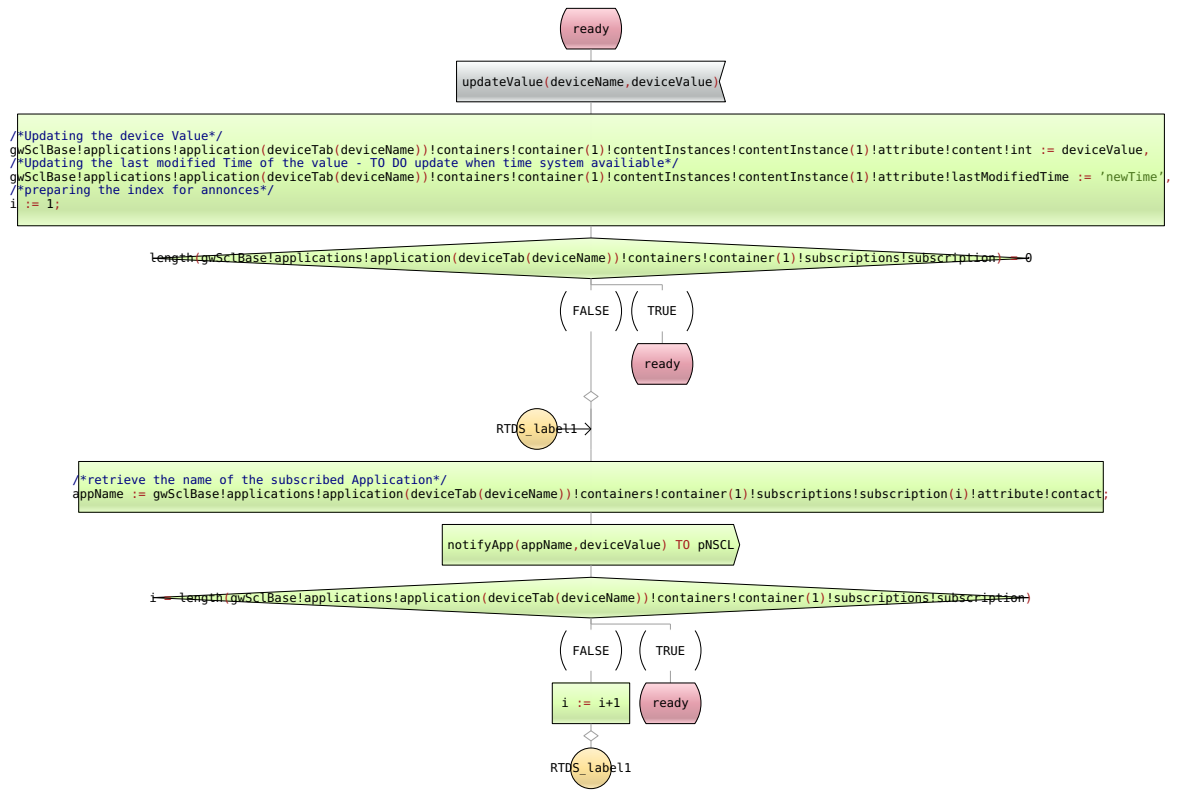 ready
updateValue(deviceName,deviceValue)
/*Updating the device Value*/
gwSclBase!applications!application(deviceTab(deviceName))!containers!container(1)!contentInstances!contentInstance(1)!attribute!content!int := deviceValue,
/*Updating the last modified Time of the value - TO DO update when time system availiable*/
gwSclBase!applications!application(deviceTab(deviceName))!containers!container(1)!contentInstances!contentInstance(1)!attribute!lastModifiedTime := ’newTime’,
/*preparing the index for annonces*/
i := 1;
length(gwSclBase!applications!application(deviceTab(deviceName))!containers!container(1)!subscriptions!subscription) = 0
FALSE TRUE
ready
RTDS_label1
/*retrieve the name of the subscribed Application*/
appName := gwSclBase!applications!application(deviceTab(deviceName))!containers!container(1)!subscriptions!subscription(i)!attribute!contact;
notifyApp(appName,deviceValue) TO pNSCL
i = length(gwSclBase!applications!application(deviceTab(deviceName))!containers!container(1)!subscriptions!subscription)
FALSE TRUE
i := i+1 ready
RTDS_label1